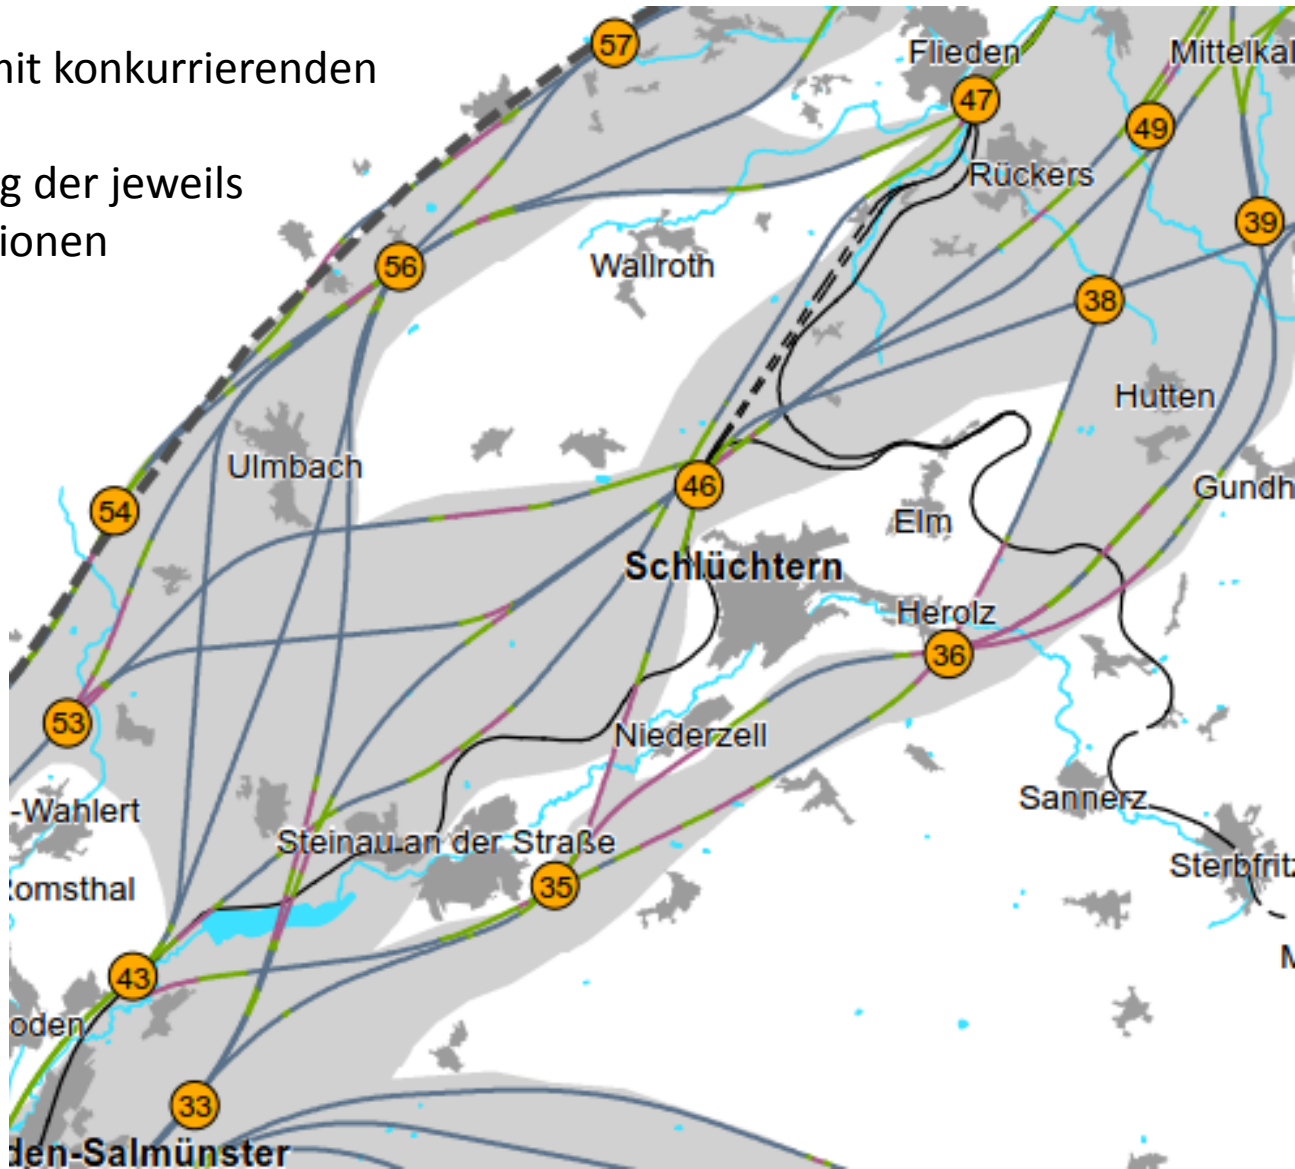 mit konkurrierenden
g der jeweils
ionen
57
Flieden
Mittelkal
47
49
Rückers
39
Wallroth
56
38
Hutten
Ulmbach
46
Gundh
54
Elm
Schlüchtern
Herolz
36
53
Niederzell
-Wahlert
Sannerz
Steinau an der Straße
Sterbfritz
omsthal
35
43
M
oden
33
den-Salmünster